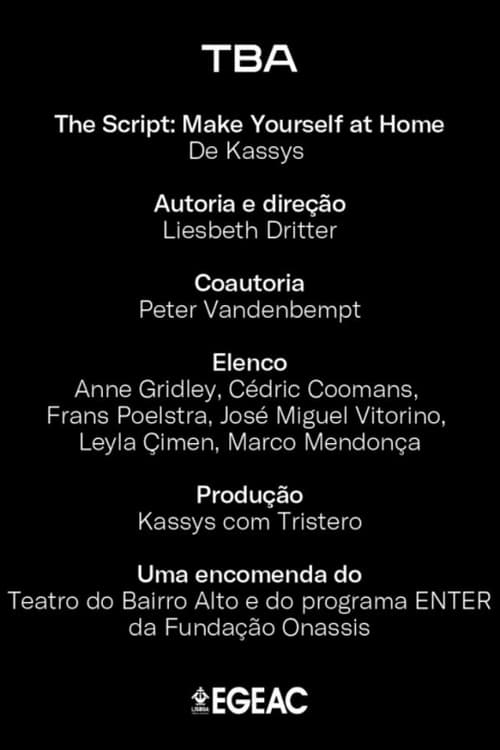 TBA
The Script: Make Yourself at Home
De Kassys
Autoria e direção
Liesbeth Dritter
Coautoria
Peter Vandenbempt
Elenco
Anne Gridley, Cédric Coomans,
Frans Poelstra, José Miguel Vitorino,
Leyla Çimen, Marco Mendonça
Produção
Kassys com Tristero
Uma encomenda do
Teatro do Bairro Alto e do programa ENTER
da Fundação Onassis
LISBOA EGEAC